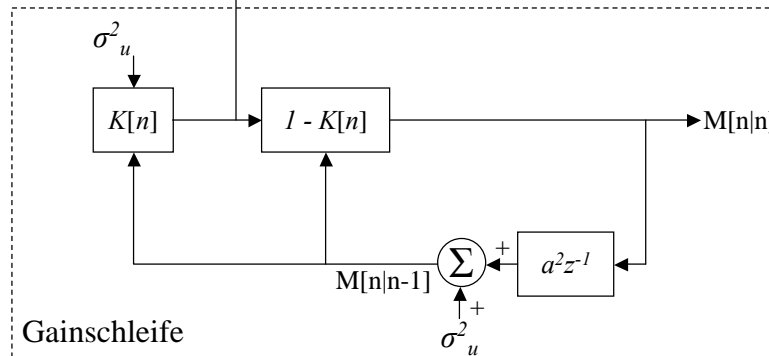 σ²ᵤ
K[n]
1 - K[n]
M[n|n]
+
a²z⁻¹
Σ
M[n|n-1]
+
σ²ᵤ
Gainschleife